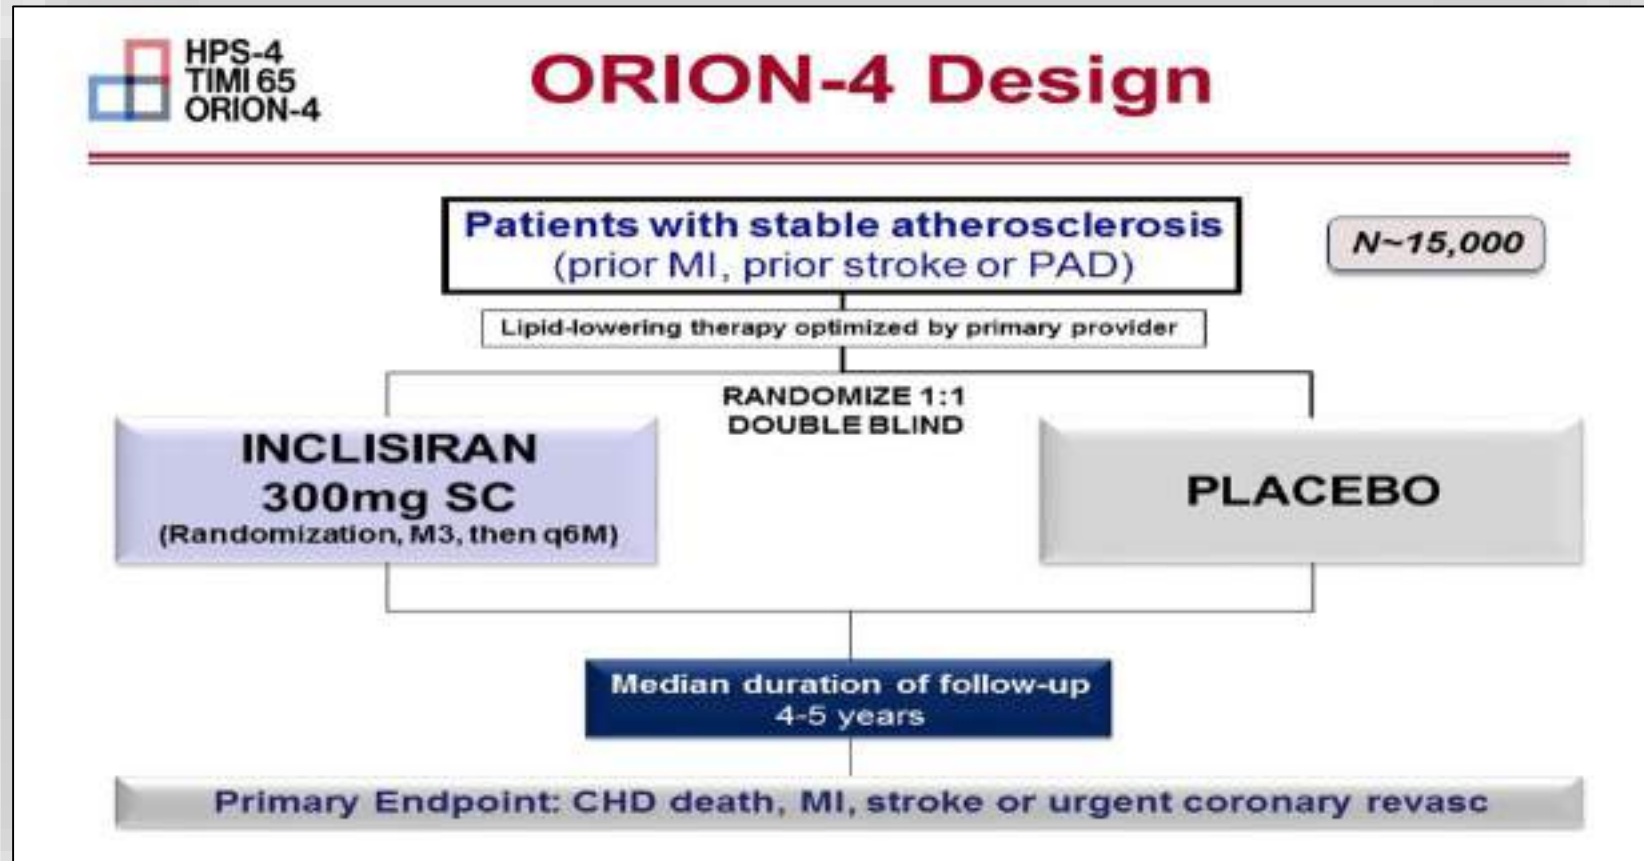 HPS-4
TIMI 65
ORION-4
ORION-4 Design
Patients with stable atherosclerosis
(prior MI, prior stroke or PAD)
N~15,000
Lipid-lowering therapy optimized by primary provider
RANDOMIZE 1:1
DOUBLE BLIND
INCLISIRAN
300mg SC
(Randomization, M3, then q6M)
PLACEBO
Median duration of follow-up
4-5 years
Primary Endpoint: CHD death, MI, stroke or urgent coronary revasc